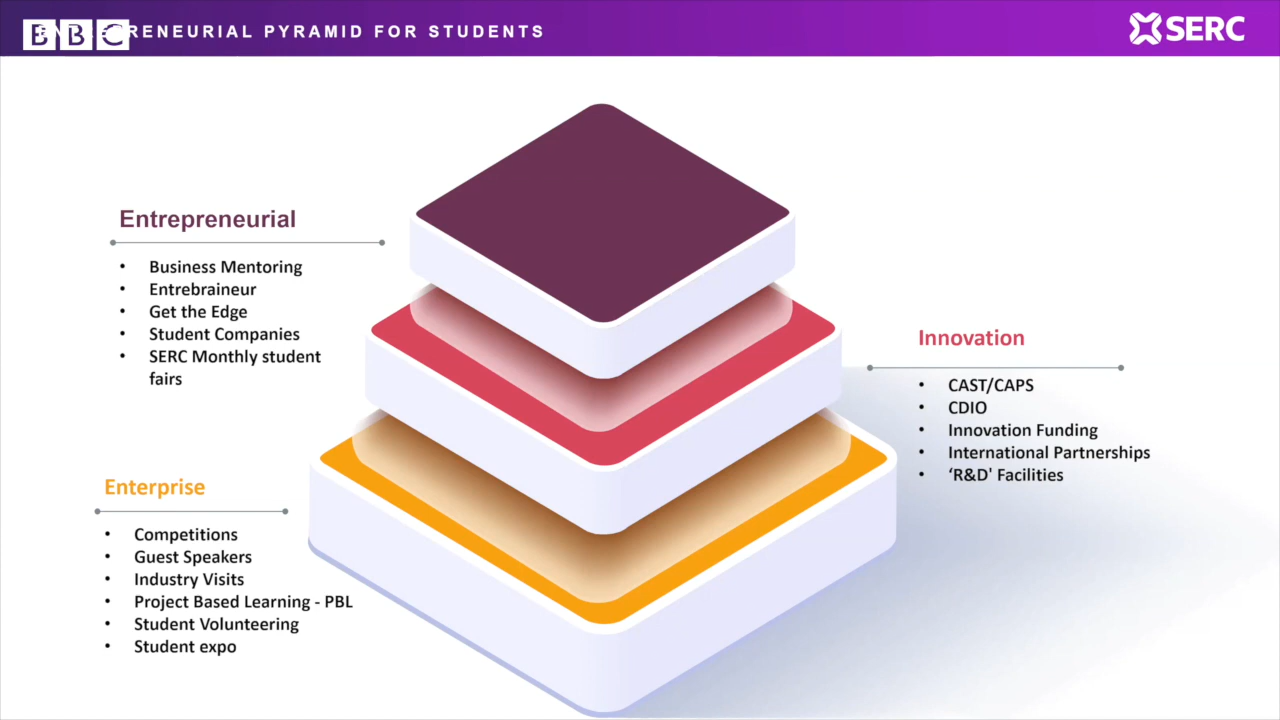 BBC
ENTREPRENEURIAL PYRAMID FOR STUDENTS
SERC
Entrepreneurial
• Business Mentoring
• Entrebraineur
• Get the Edge
• Student Companies
• SERC Monthly student
fairs
Innovation
• CAST/CAPS
• CDIO
• Innovation Funding
• International Partnerships
• ‘R&D' Facilities
Enterprise
• Competitions
• Guest Speakers
• Industry Visits
• Project Based Learning - PBL
• Student Volunteering
• Student expo